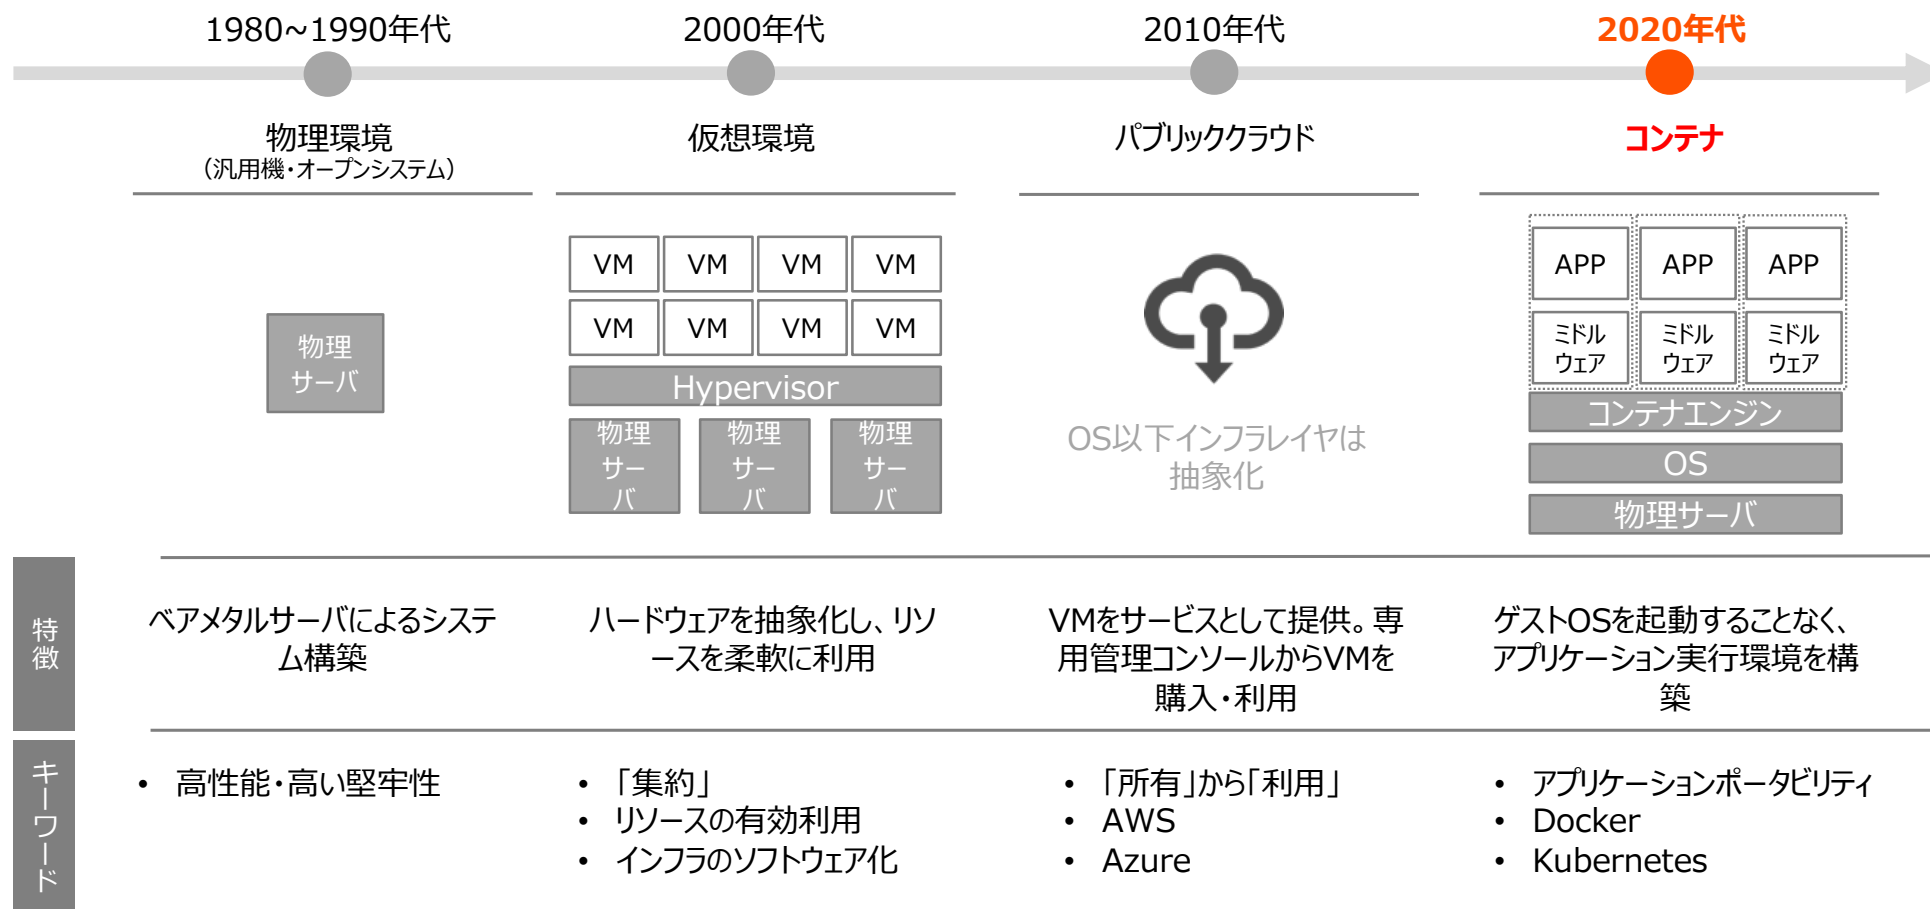 1980~1990年代
2000年代
2010年代
2020年代
物理環境
（汎用機・オープンシステム）
仮想環境
パブリッククラウド
コンテナ
物理
サーバ
VM
VM
VM
VM
VM
VM
VM
VM
Hypervisor
物理
サー
バ
物理
サー
バ
物理
サー
バ
OS以下インフラレイヤは
抽象化
APP
APP
APP
ミドル
ウェア
ミドル
ウェア
ミドル
ウェア
コンテナエンジン
OS
物理サーバ
特徴
ベアメタルサーバによるシステ
ム構築
ハードウェアを抽象化し、リソ
ースを柔軟に利用
VMをサービスとして提供。専
用管理コンソールからVMを
購入・利用
ゲストOSを起動することなく、
アプリケーション実行環境を構
築
キーワード
• 高性能・高い堅牢性
• 「集約」
• リソースの有効利用
• インフラのソフトウェア化
• 「所有」から「利用」
• AWS
• Azure
• アプリケーションポータビリティ
• Docker
• Kubernetes